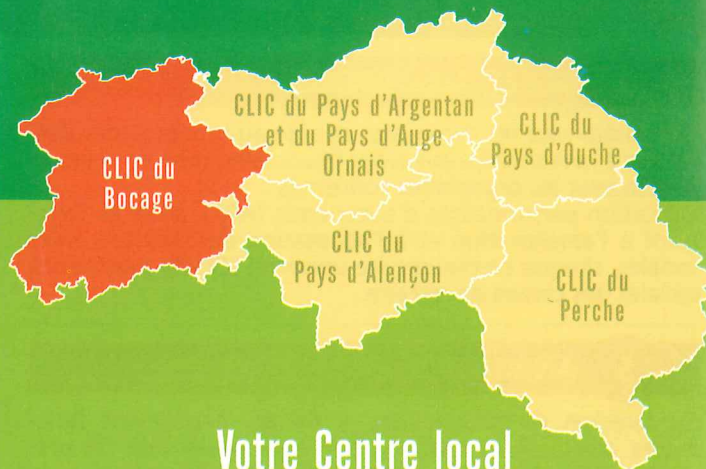 CLIC du
Bocage
CLIC du Pays d'Argentan
et du Pays d'Auge
Ornais
CLIC du
Pays d'Ouche
CLIC du
Pays d'Alençon
CLIC du
Perche
Votre Centre local